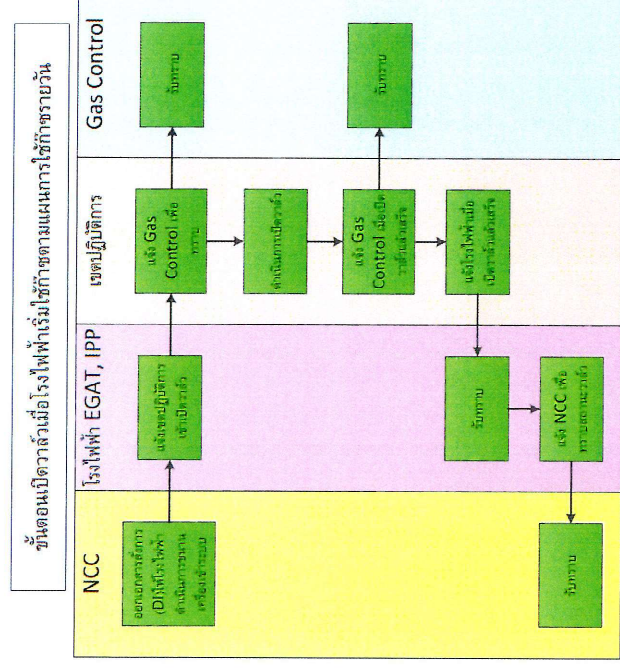 ขั้นตอนเปิดวาล์วเมื่อโรงไฟฟ้าเริ่มใช้ก๊าซตามแผนการใช้ก๊าซรายวัน
NCC
โรงไฟฟ้า EGAT, IPP
เขตปฏิบัติการ
Gas Control
ออกเอกสารสั่งการ
(DI)ให้โรงไฟฟ้า
ดำเนินการขนาน
เครื่องเข้าระบบ
แจ้งเขตปฏิบัติการ
เข้าเปิดวาล์ว
แจ้ง Gas
Control เพื่อ
ทราบ
รับทราบ
ดำเนินการเปิดวาล์ว
แจ้ง Gas
Control เมื่อเปิด
วาล์วแล้วเสร็จ
รับทราบ
แจ้งโรงไฟฟ้าเมื่อ
เปิดวาล์วแล้วเสร็จ
รับทราบ
แจ้ง NCC เพื่อ
ทราบสถานะวาล์ว
รับทราบ